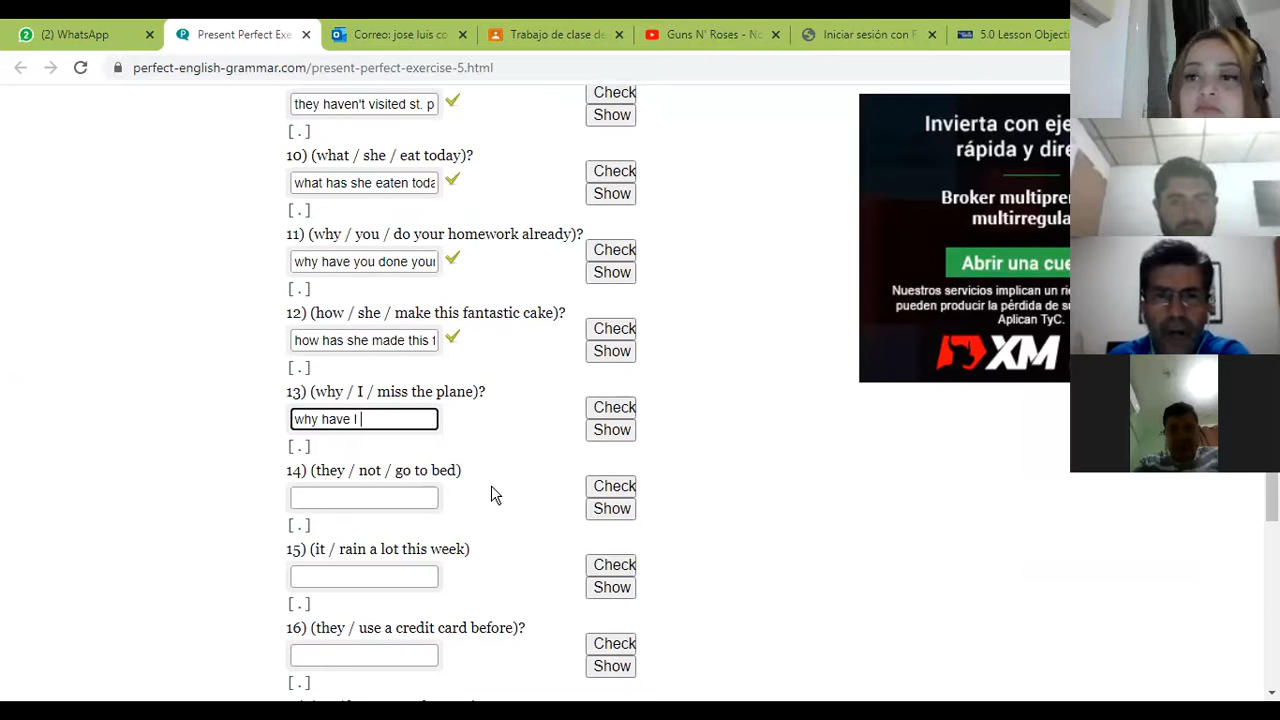 (2) WhatsApp
Present Perfect Exe
Correo: jose luis co
Trabajo de clase de
Guns N' Roses - No
Iniciar sesión con F
5.0 Lesson Objecti
perfect-english-grammar.com/present-perfect-exercise-5.html
they haven't visited st. p
Check
Show
[ . ]
10) (what / she / eat today)?
what has she eaten toda
Check
Show
[ . ]
11) (why / you / do your homework already)?
why have you done your
Check
Show
[ . ]
12) (how / she / make this fantastic cake)?
how has she made this f
Check
Show
[ . ]
13) (why / I / miss the plane)?
why have I
Check
Show
[ . ]
14) (they / not / go to bed)
Check
Show
[ . ]
15) (it / rain a lot this week)
Check
Show
[ . ]
16) (they / use a credit card before)?
Check
Show
[ . ]
Invierta con eje
rápida y dire
Broker multipre
multirregula
Abrir una cue
Nuestros servicios implican un rie
pueden producir la pérdida de su
Aplican TyC.
XM